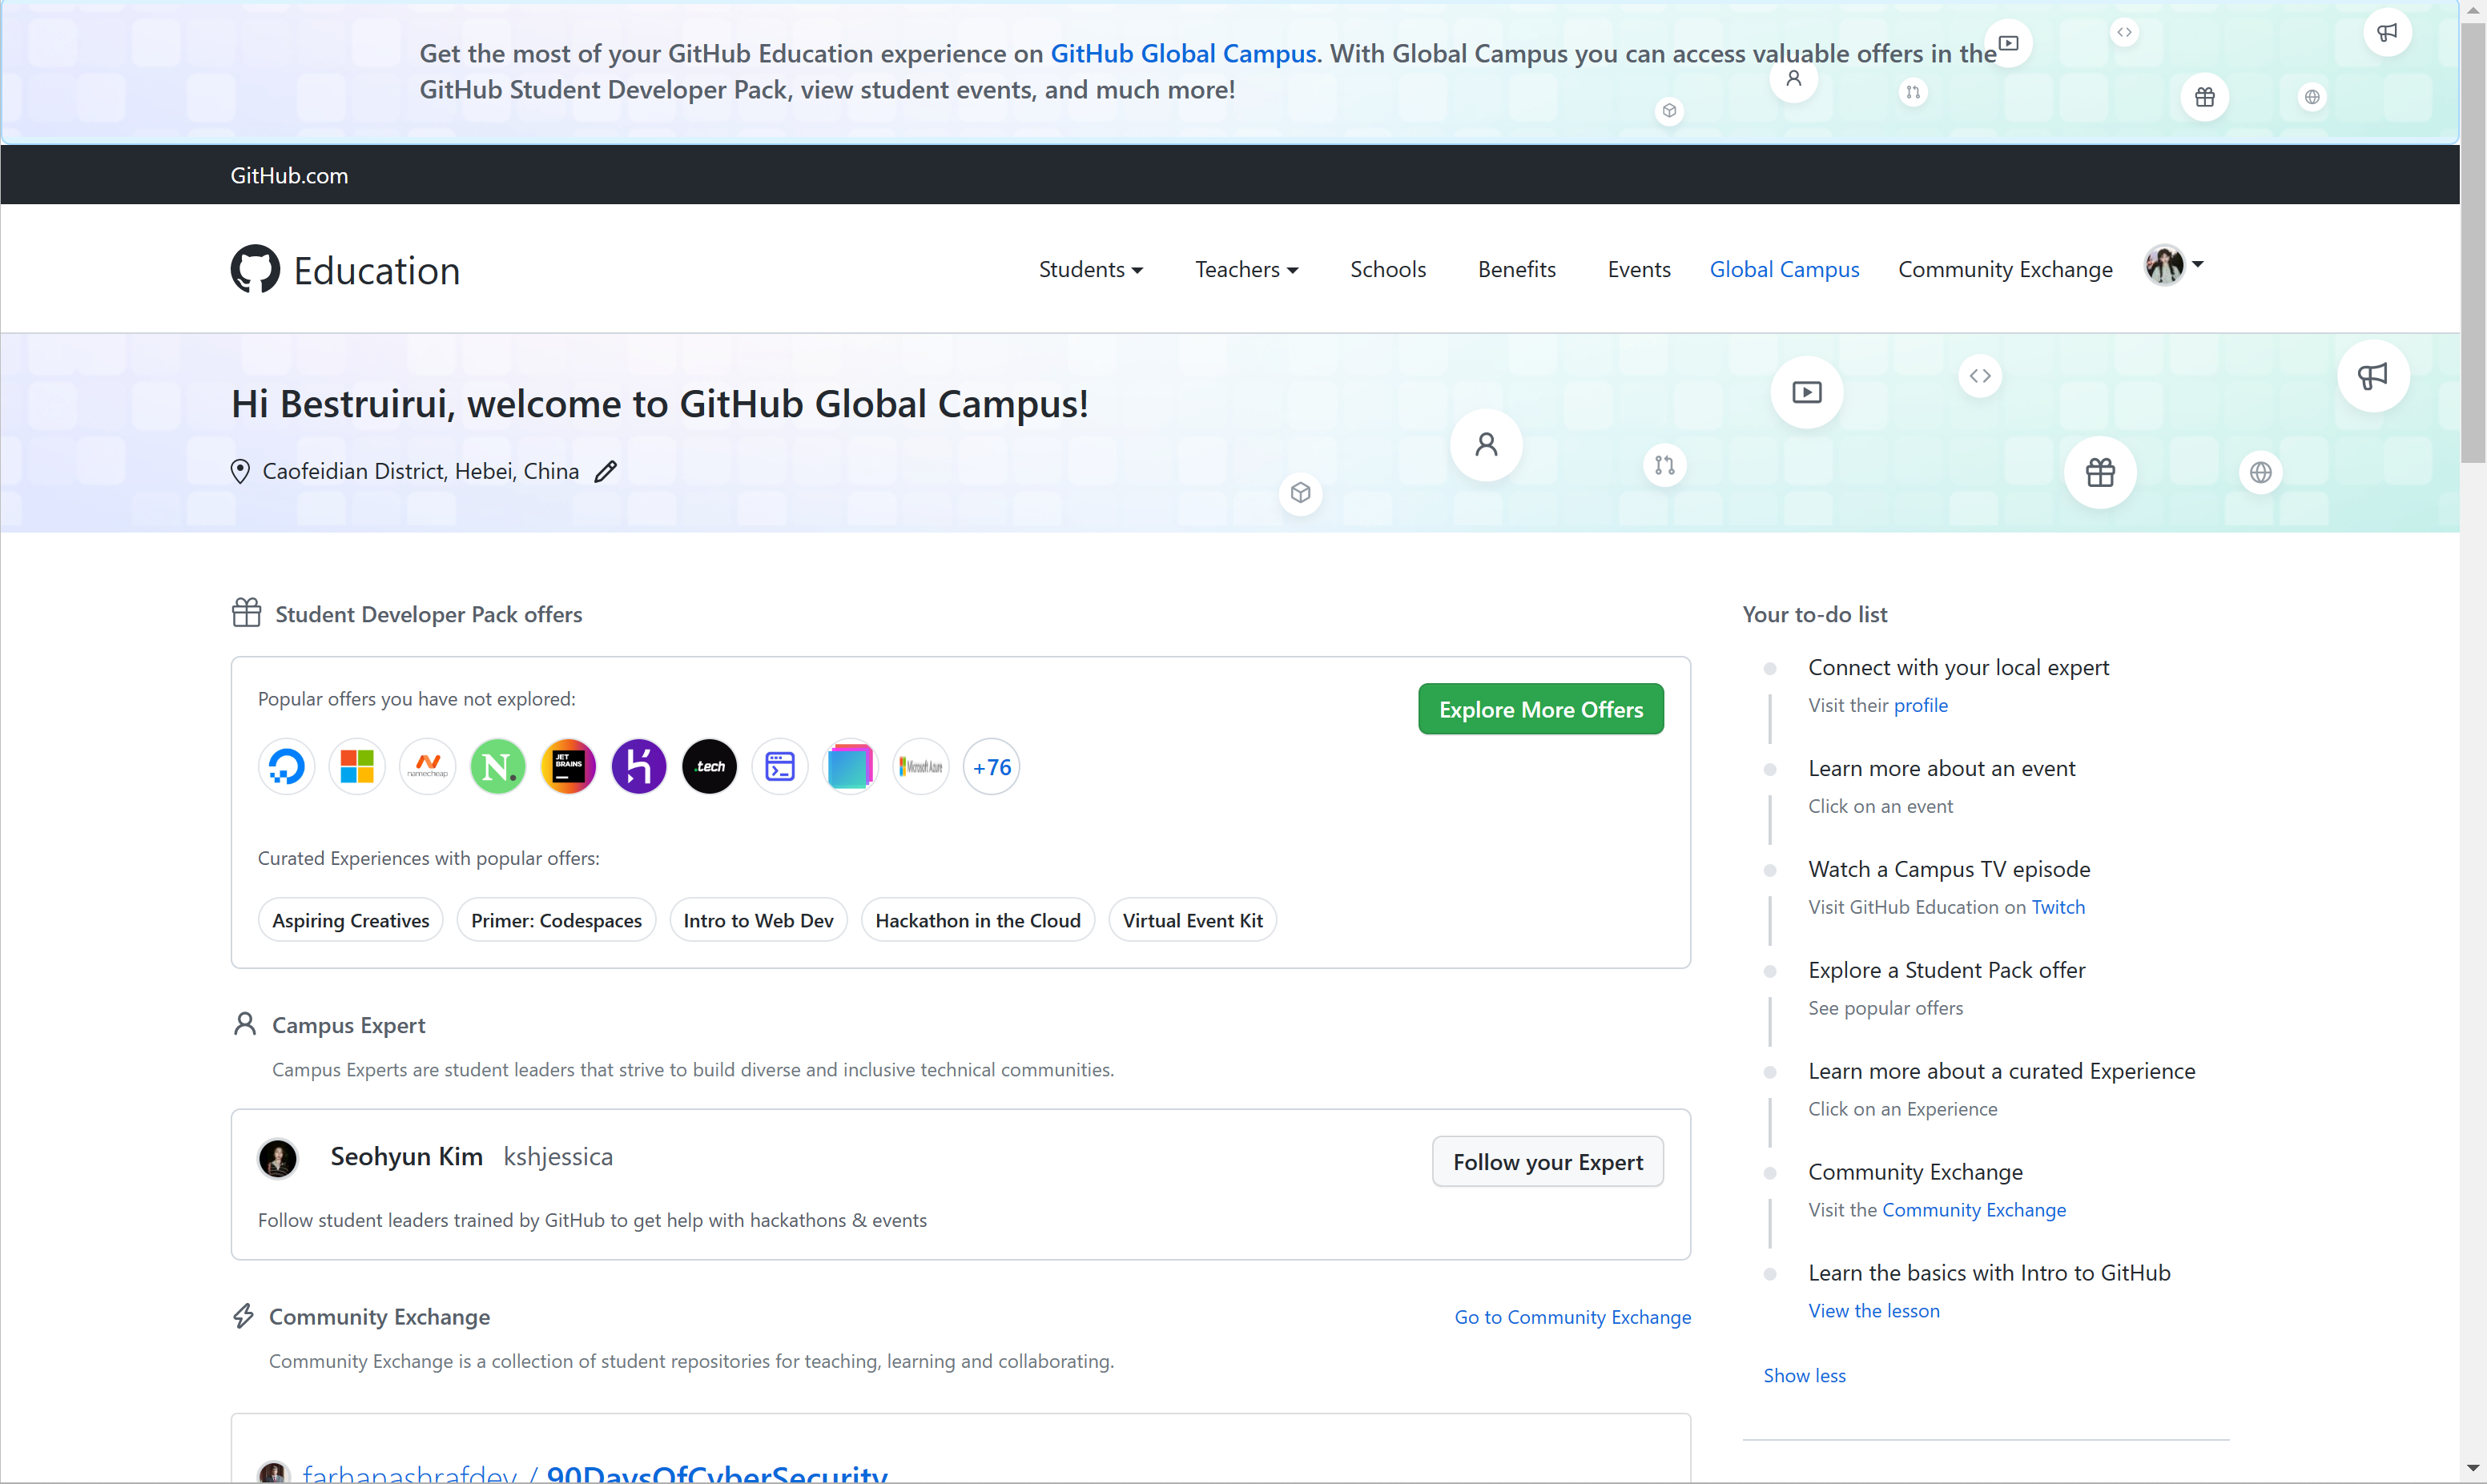 Get the most of your GitHub Education experience on GitHub Global Campus. With Global Campus you can access valuable offers in the
GitHub Student Developer Pack, view student events, and much more!
GitHub.com
Education
Students
Teachers
Schools
Benefits
Events
Global Campus
Community Exchange
Hi Bestruirui, welcome to GitHub Global Campus!
Caofeidian District, Hebei, China
Student Developer Pack offers
Popular offers you have not explored:
Explore More Offers
namecheap
N.
JET
BRAINS
.tech
Microsoft Azure
+76
Curated Experiences with popular offers:
Aspiring Creatives
Primer: Codespaces
Intro to Web Dev
Hackathon in the Cloud
Virtual Event Kit
Campus Expert
Campus Experts are student leaders that strive to build diverse and inclusive technical communities.
Seohyun Kim kshjessica
Follow your Expert
Follow student leaders trained by GitHub to get help with hackathons & events
Community Exchange
Go to Community Exchange
Community Exchange is a collection of student repositories for teaching, learning and collaborating.
farhanashrafdev / 90DaysOfCyberSecurity
Your to-do list
Connect with your local expert
Visit their profile
Learn more about an event
Click on an event
Watch a Campus TV episode
Visit GitHub Education on Twitch
Explore a Student Pack offer
See popular offers
Learn more about a curated Experience
Click on an Experience
Community Exchange
Visit the Community Exchange
Learn the basics with Intro to GitHub
View the lesson
Show less